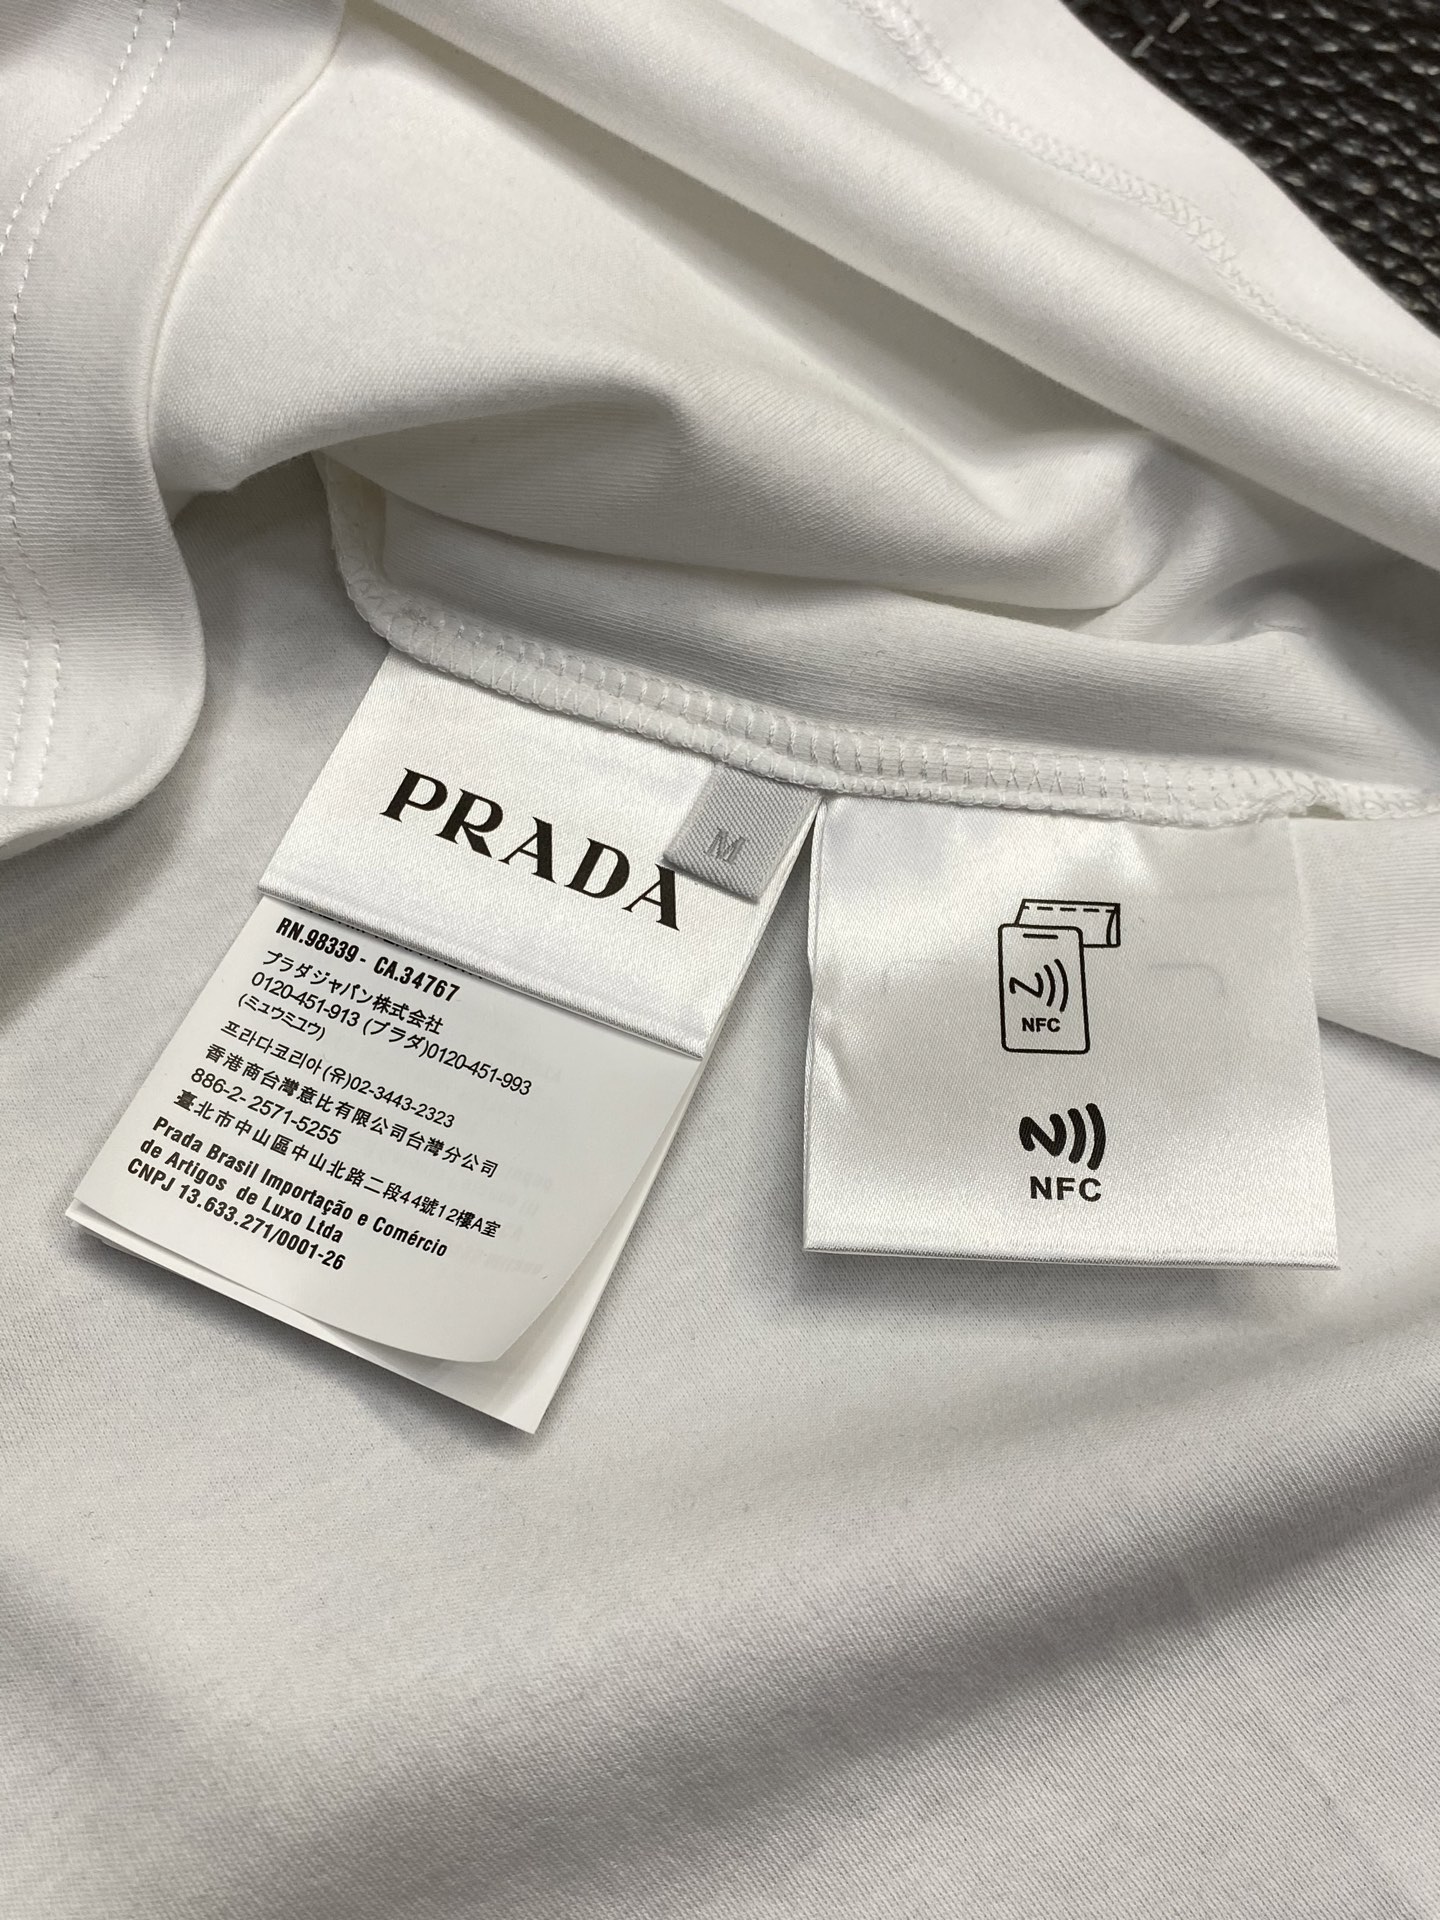 PRADA
M
RN.98339 - CA.34767
プラダジャパン株式会社
0120-451-913 (プラダ)0120-451-993
(ミュウミュウ)
프라다코리아(유)02-3443-2323
香港商台灣意比有限公司台灣分公司
886-2- 2571-5255
臺北市中山區中山北路二段44號12樓A室
Prada Brasil Importação e Comércio
de Artigos de Luxo Ltda
CNPJ 13.633.271/0001-26
NFC
NFC